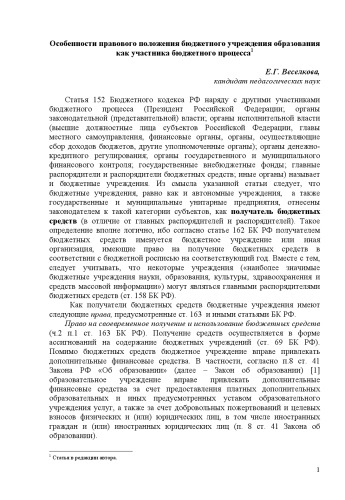 Особенности правового положения бюджетного учреждения образования
как участника бюджетного процесса1
Е.Г. Веселкова,
кандидат педагогических наук
Статья 152 Бюджетного кодекса РФ наряду с другими участниками
бюджетного процесса (Президент Российской Федерации; органы
законодательной (представительной) власти; органы исполнительной власти
(высшие должностные лица субъектов Российской Федерации, главы
местного самоуправления, финансовые органы, органы, осуществляющие
сбор доходов бюджетов, другие уполномоченные органы); органы денежно-
кредитного регулирования; органы государственного и муниципального
финансового контроля; государственные внебюджетные фонды; главные
распорядители и распорядители бюджетных средств; иные органы) называет
и бюджетные учреждения. Из смысла указанной статьи следует, что
бюджетные учреждения, равно как и автономные учреждения, а также
государственные и муниципальные унитарные предприятия, отнесены
законодателем к такой категории субъектов, как получатель бюджетных
средств (в отличие от главных распорядителей и распорядителей). Такое
определение вполне логично, ибо согласно статье 162 БК РФ получателем
бюджетных средств является бюджетное учреждение или иная
организация, имеющие право на получение бюджетных средств в
соответствии с бюджетной росписью на соответствующий год. Вместе с тем,
следует учитывать, что некоторые учреждения («наиболее значимые
бюджетные учреждения науки, образования, культуры, здравоохранения и
средств массовой информации») могут являться главными распорядителями
бюджетных средств (ст. 158 БК РФ).
Как получатели бюджетных средств бюджетные учреждения имеют
следующие права, предусмотренные ст. 163 и иными статьями БК РФ.
Право на своевременное получение и использование бюджетных средств
(ч.2 п.1 ст. 163 БК РФ). Получение средств осуществляется в форме
ассигнований на содержание бюджетных учреждений (ст. 69 БК РФ).
Помимо бюджетных средств бюджетное учреждение вправе привлекать
дополнительные финансовые средства. В частности, согласно п.8 ст. 41
Закона РФ «Об образовании» (далее – Закон об образовании) [1]
образовательное учреждение вправе привлекать дополнительные
финансовые средства за счет предоставления платных дополнительных
образовательных и иных предусмотренных уставом образовательного
учреждения услуг, а также за счет добровольных пожертвований и целевых
взносов физических и (или) юридических лиц, в том числе иностранных
граждан и (или) иностранных юридических лиц (п. 8 ст. 41 Закона об
образовании).
1 Статья в редакции автора.
1